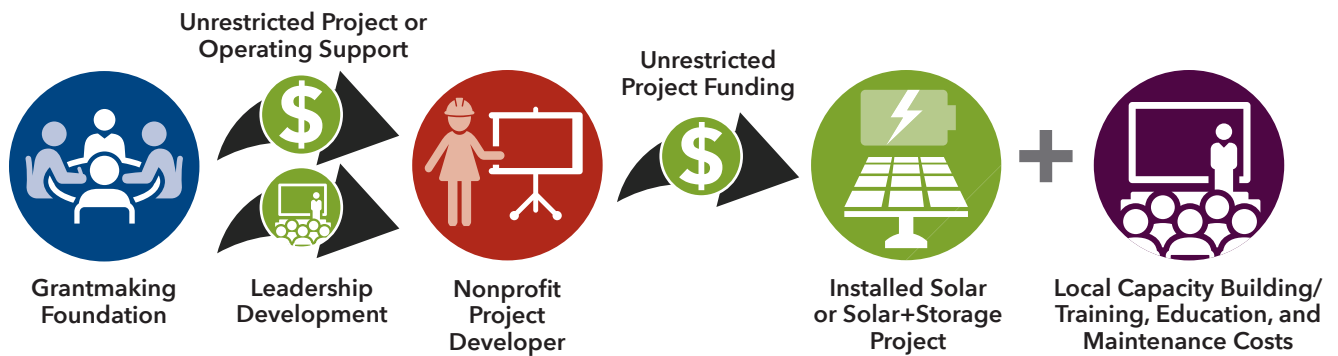 Unrestricted Project or
Operating Support
$
Unrestricted
Project Funding
$
Grantmaking
Foundation
Leadership
Development
Nonprofit
Project
Developer
+
Installed Solar
or Solar+Storage
Project
Local Capacity Building/
Training, Education, and
Maintenance Costs